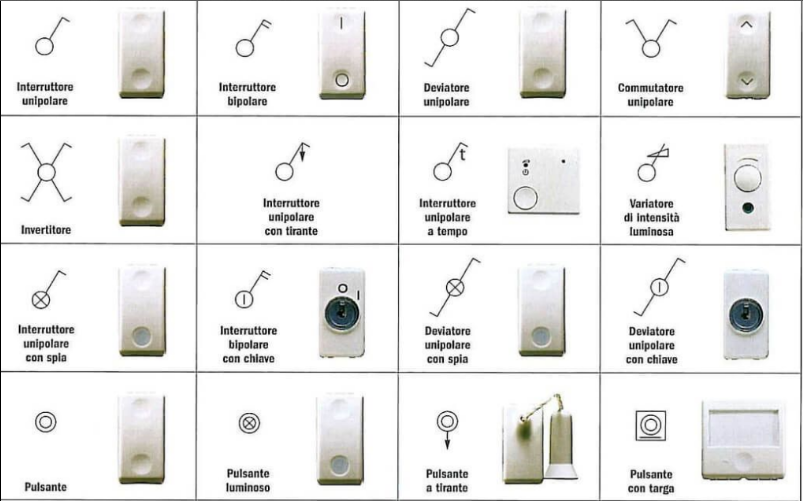 Interruttore
unipolare
Interruttore
bipolare
Deviatore
unipolare
Commutatore
unipolare
Invertitore
Interruttore
unipolare
con tirante
t
Interruttore
unipolare
a tempo
Variatore
di intensità
luminosa
Interruttore
unipolare
con spia
Interruttore
bipolare
con chiave
Deviatore
unipolare
con spia
Deviatore
unipolare
con chiave
Pulsante
Pulsante
luminoso
Pulsante
a tirante
Pulsante
con targa